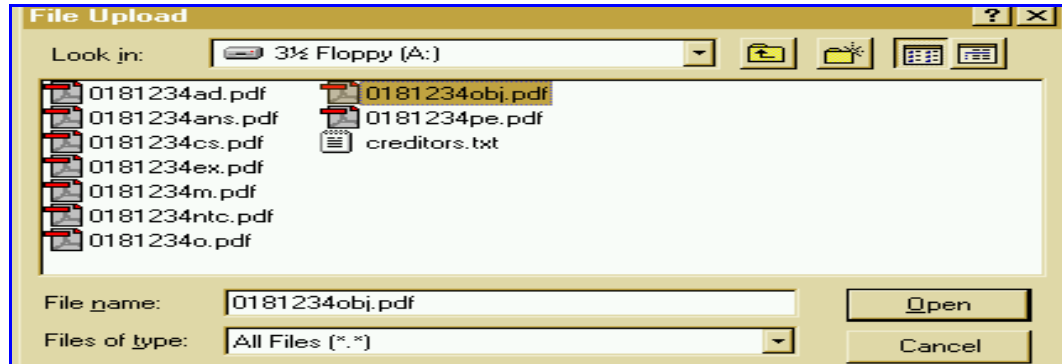 File Upload
Look in: 3½ Floppy (A:)
0181234ad.pdf
0181234ans.pdf
0181234cs.pdf
0181234ex.pdf
0181234m.pdf
0181234ntc.pdf
0181234o.pdf
0181234obj.pdf
0181234pe.pdf
creditors.txt
File name: 0181234obj.pdf
Open
Files of type: All Files (*.*)
Cancel